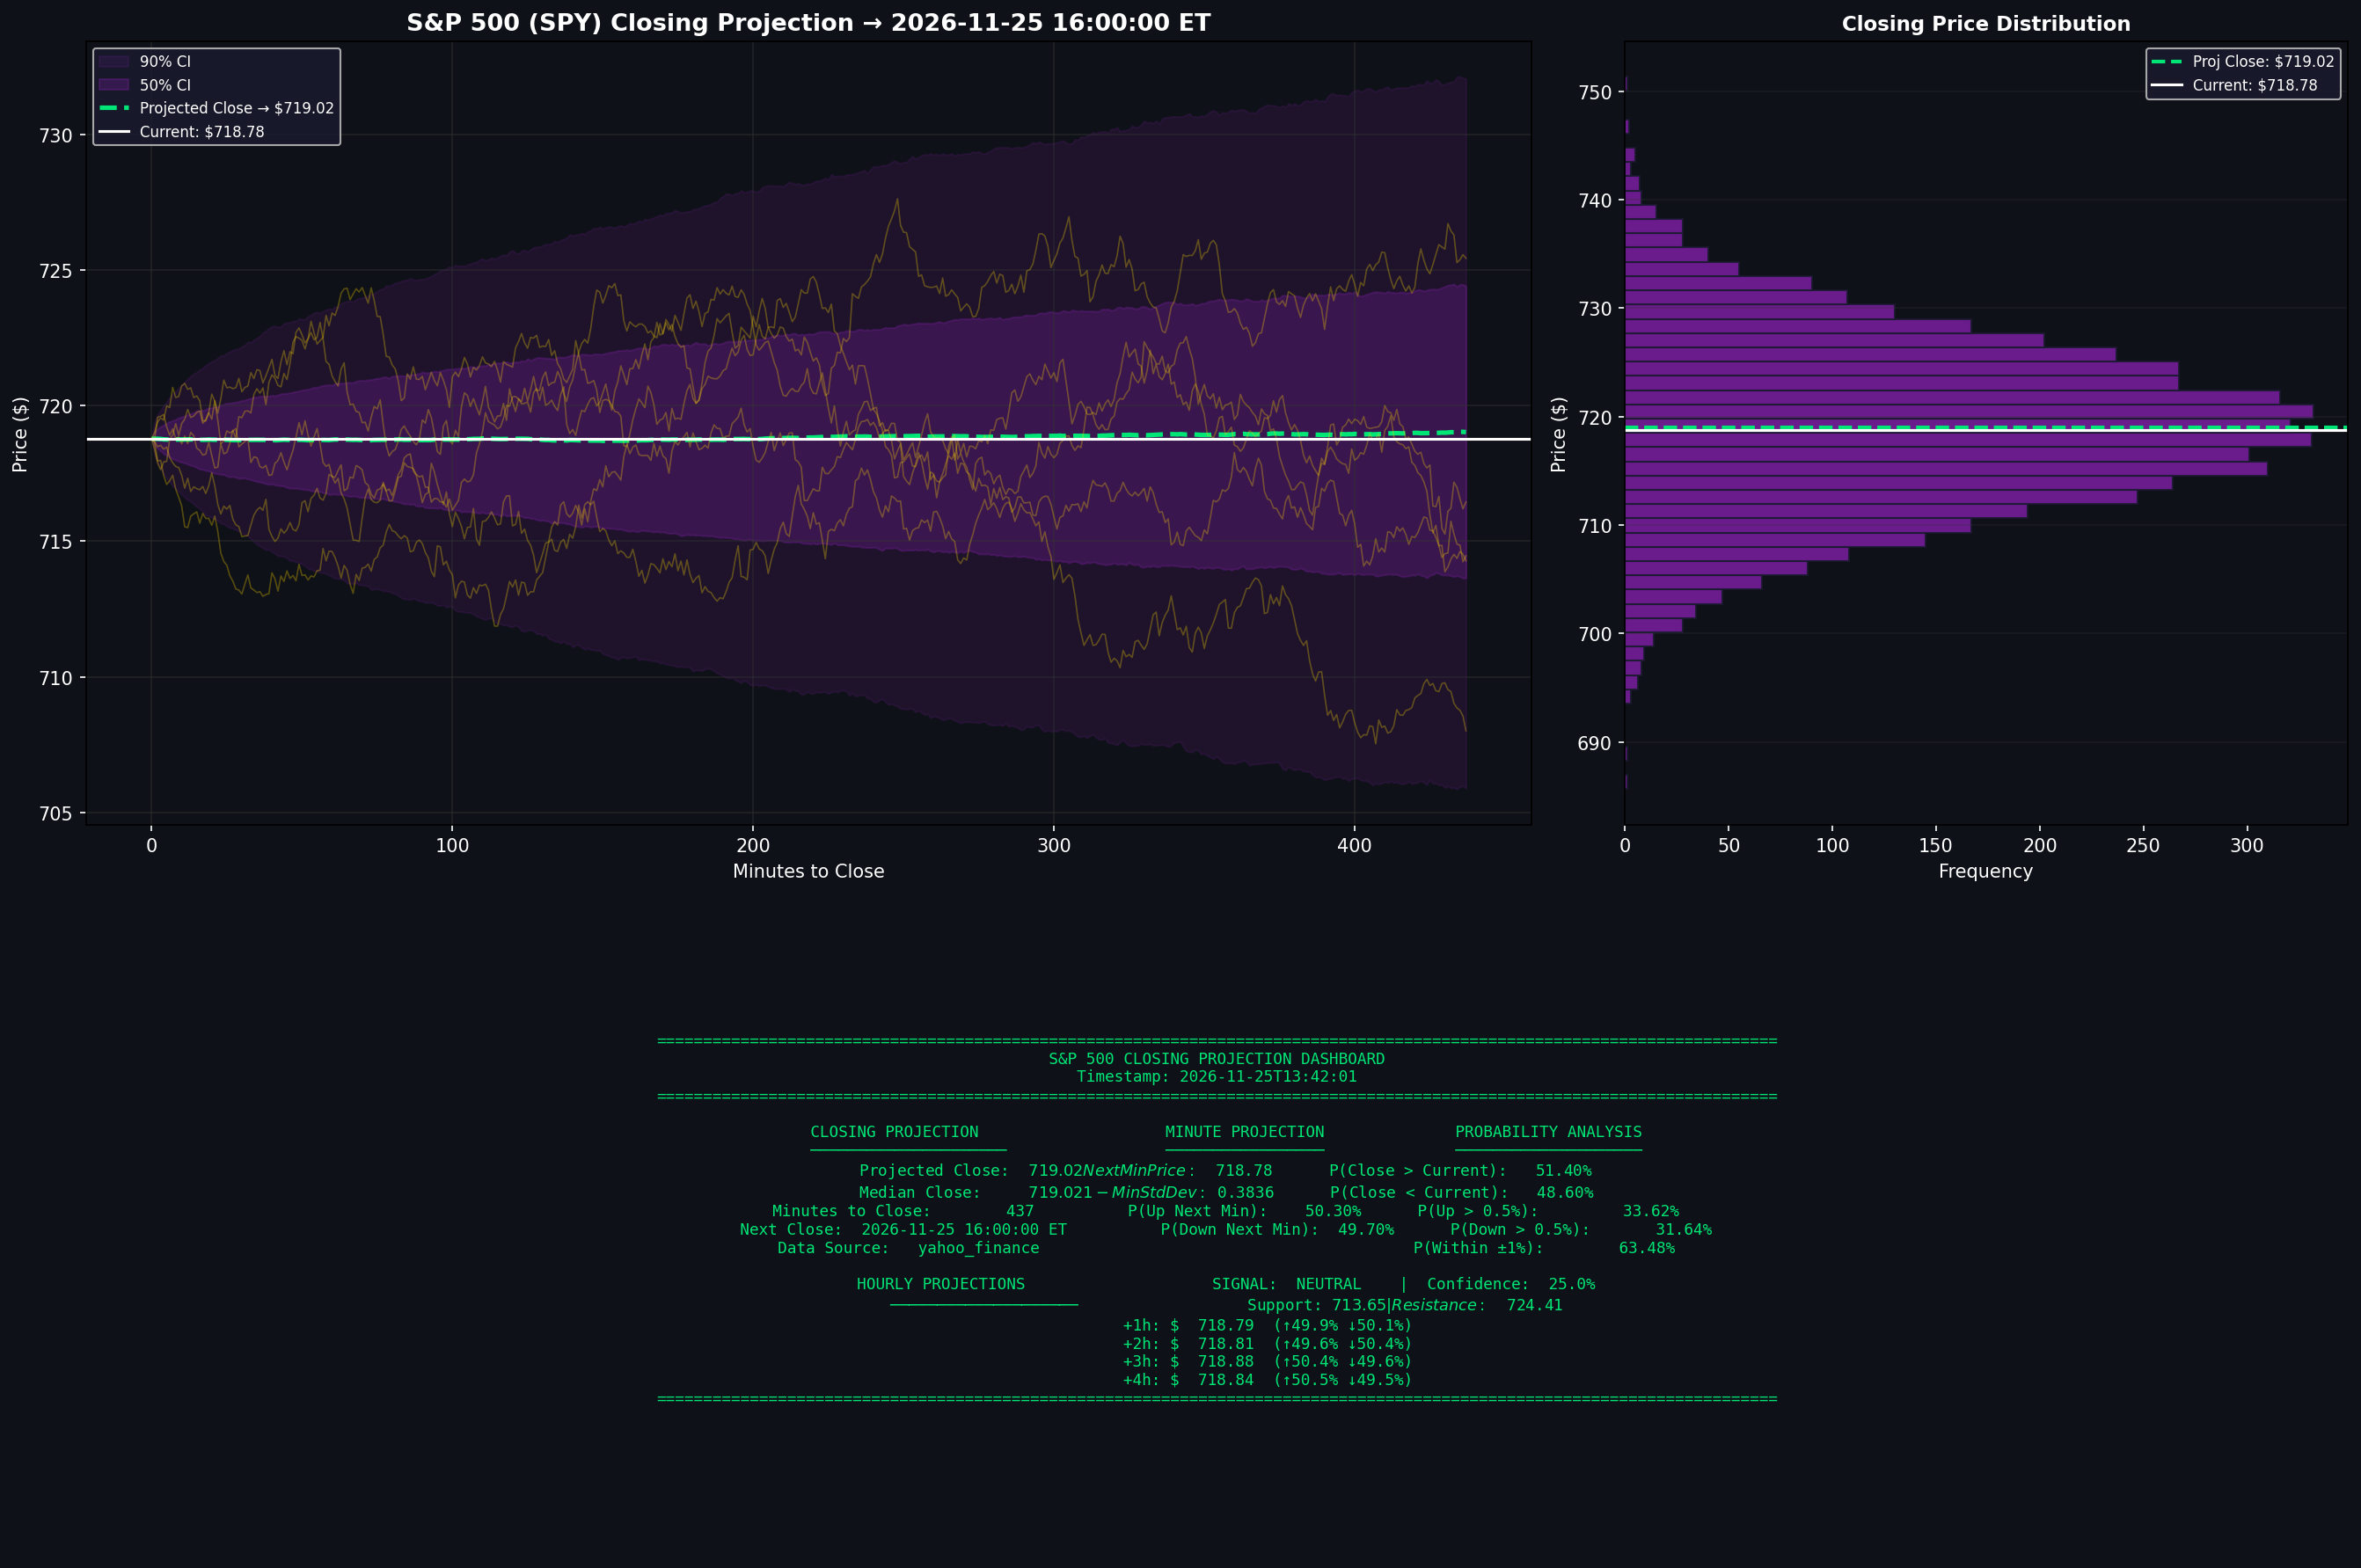 S&P 500 (SPY) Closing Projection → 2026-11-25 16:00:00 ET
90% CI
50% CI
Projected Close → $719.02
Current: $718.78
Price ($)
730
725
720
715
710
705
0 100 200 300 400
Minutes to Close
Closing Price Distribution
Proj Close: $719.02
Current: $718.78
Price ($)
750
740
730
720
710
700
690
0 50 100 150 200 250 300
Frequency
S&P 500 CLOSING PROJECTION DASHBOARD
Timestamp: 2026-11-25T13:42:01
CLOSING PROJECTION MINUTE PROJECTION PROBABILITY ANALYSIS
Projected Close: 719.02NextMinPrice: 718.78 P(Close > Current): 51.40%
Median Close: 719.021−MinStdDev: 0.3836 P(Close < Current): 48.60%
Minutes to Close: 437 P(Up Next Min): 50.30% P(Up > 0.5%): 33.62%
Next Close: 2026-11-25 16:00:00 ET P(Down Next Min): 49.70% P(Down > 0.5%): 31.64%
Data Source: yahoo_finance P(Within ±1%): 63.48%
HOURLY PROJECTIONS SIGNAL: NEUTRAL | Confidence: 25.0%
Support: 713.65|Resistance: 724.41
+1h: $ 718.79 (↑49.9% ↓50.1%)
+2h: $ 718.81 (↑49.6% ↓50.4%)
+3h: $ 718.88 (↑50.4% ↓49.6%)
+4h: $ 718.84 (↑50.5% ↓49.5%)